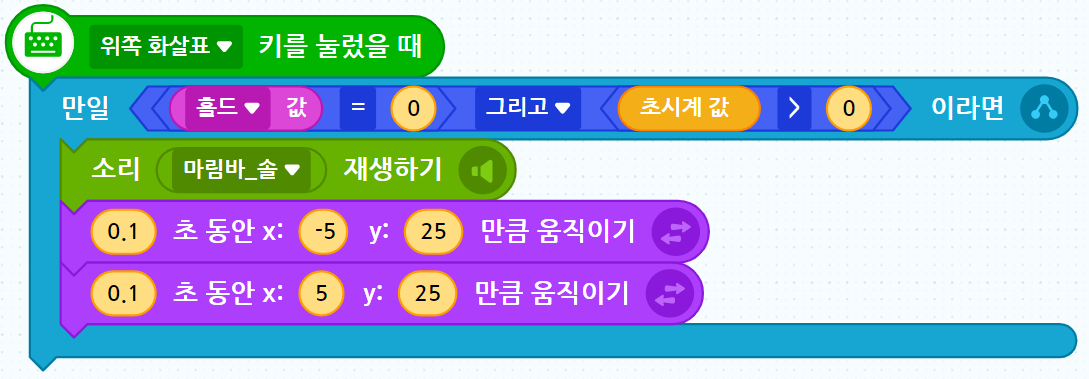 위쪽 화살표 키를 눌렀을 때
만일 홀드 값 = 0 그리고 초시계 값 > 0 이라면
소리 마림바_솔 재생하기
0.1 초 동안 x: -5 y: 25 만큼 움직이기
0.1 초 동안 x: 5 y: 25 만큼 움직이기